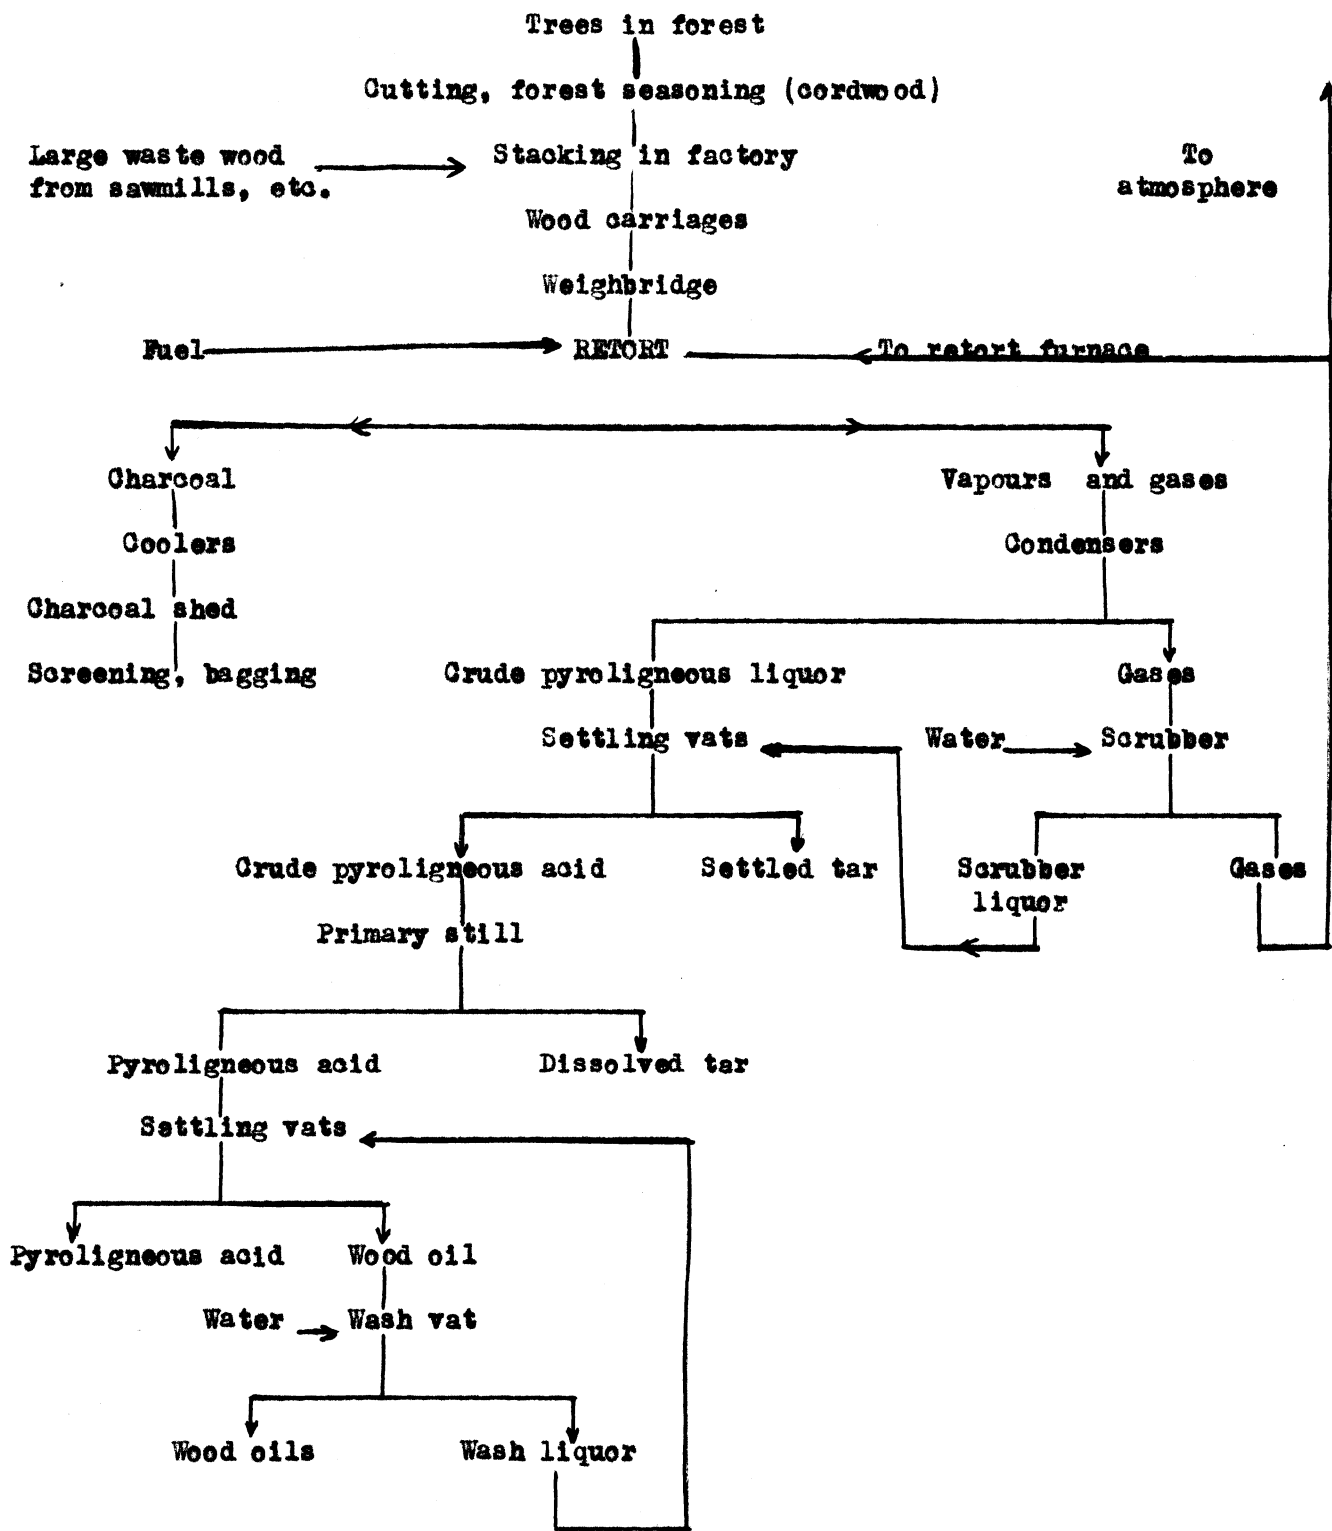 Trees in forest
Cutting, forest seasoning (cordwood)
Large waste wood
from sawmills, etc.
Stacking in factory
To
atmosphere
Wood carriages
Weighbridge
Fuel
RETORT
To retort furnace
Charcoal
Vapours and gases
Coolers
Condensers
Charcoal shed
Screening, bagging
Crude pyroligneous liquor
Gases
Settling vats
Water
Scrubber
Crude pyroligneous acid
Settled tar
Scrubber
liquor
Gases
Primary still
Pyroligneous acid
Dissolved tar
Settling vats
Pyroligneous acid
Wood oil
Water
Wash vat
Wood oils
Wash liquor